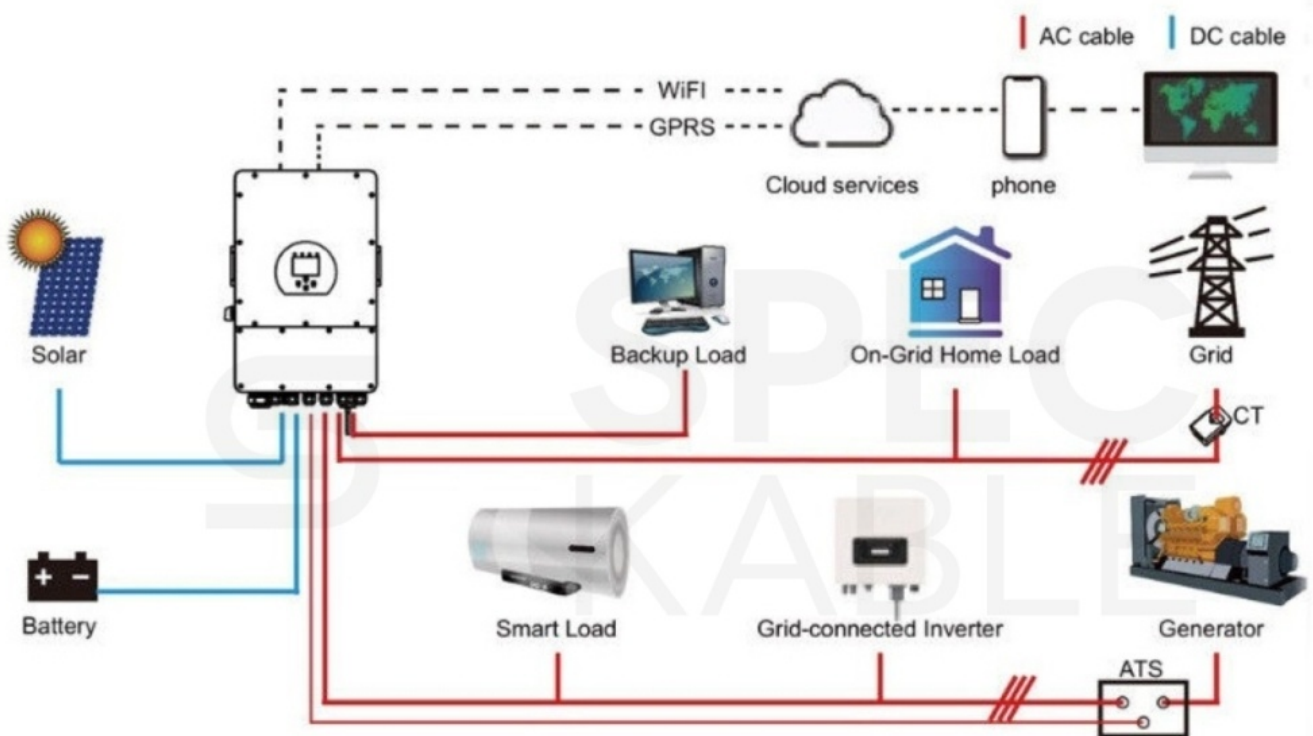 AC cable
DC cable
WiFI
GPRS
Cloud services
phone
Solar
Backup Load
On-Grid Home Load
Grid
CT
SPEC
KABLE
Battery
Smart Load
Grid-connected Inverter
Generator
ATS